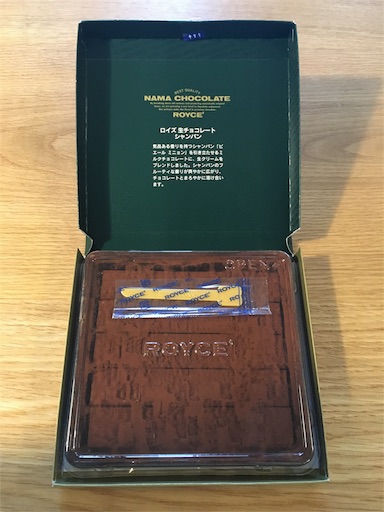 BEST QUALITY
NAMA CHOCOLATE
ROYCE'
ロイズ 生チョコレート
シャンパン
気品ある香りを持つシャンパン「ピ
エール ミニョン」を引き立たせるミ
ルクチョコレートに、生クリームを
ブレンドしました。シャンパンのフ
ルーティな香りが華やかに広がり、
チョコレートとまろやかに溶け合い
ます。
OPEN
ROYCE'
ROYCE'
ROYCE'
ROYCE'